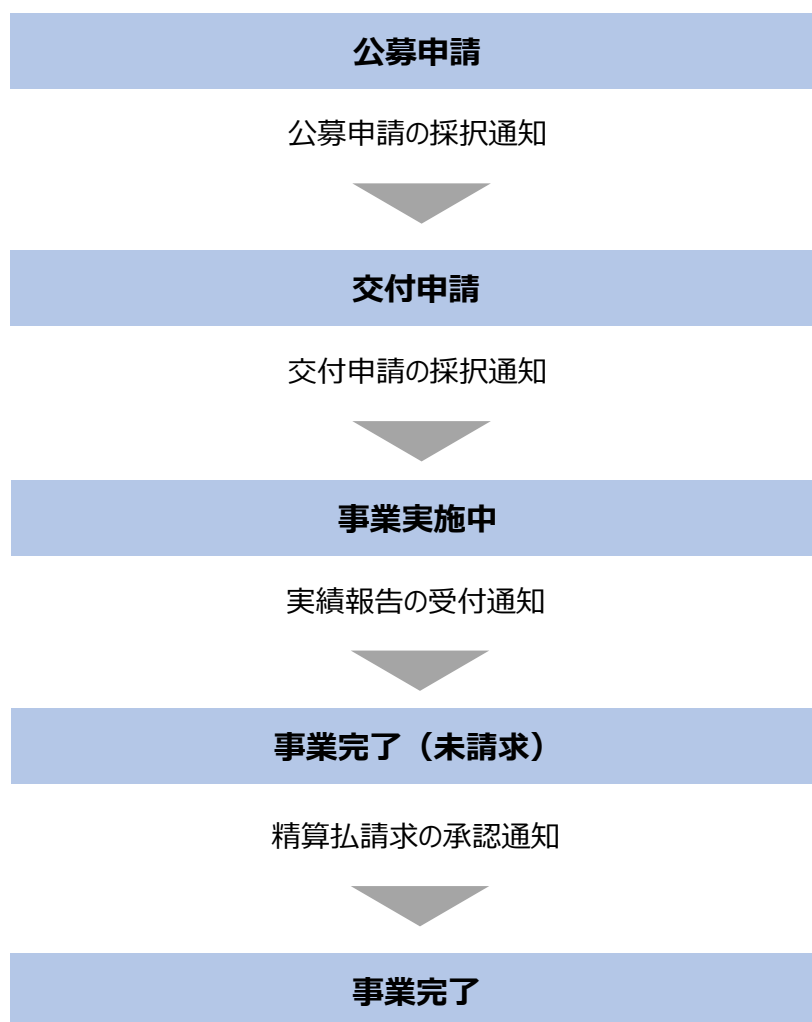 公募申請
公募申請の採択通知
交付申請
交付申請の採択通知
事業実施中
実績報告の受付通知
事業完了（未請求）
精算払請求の承認通知
事業完了